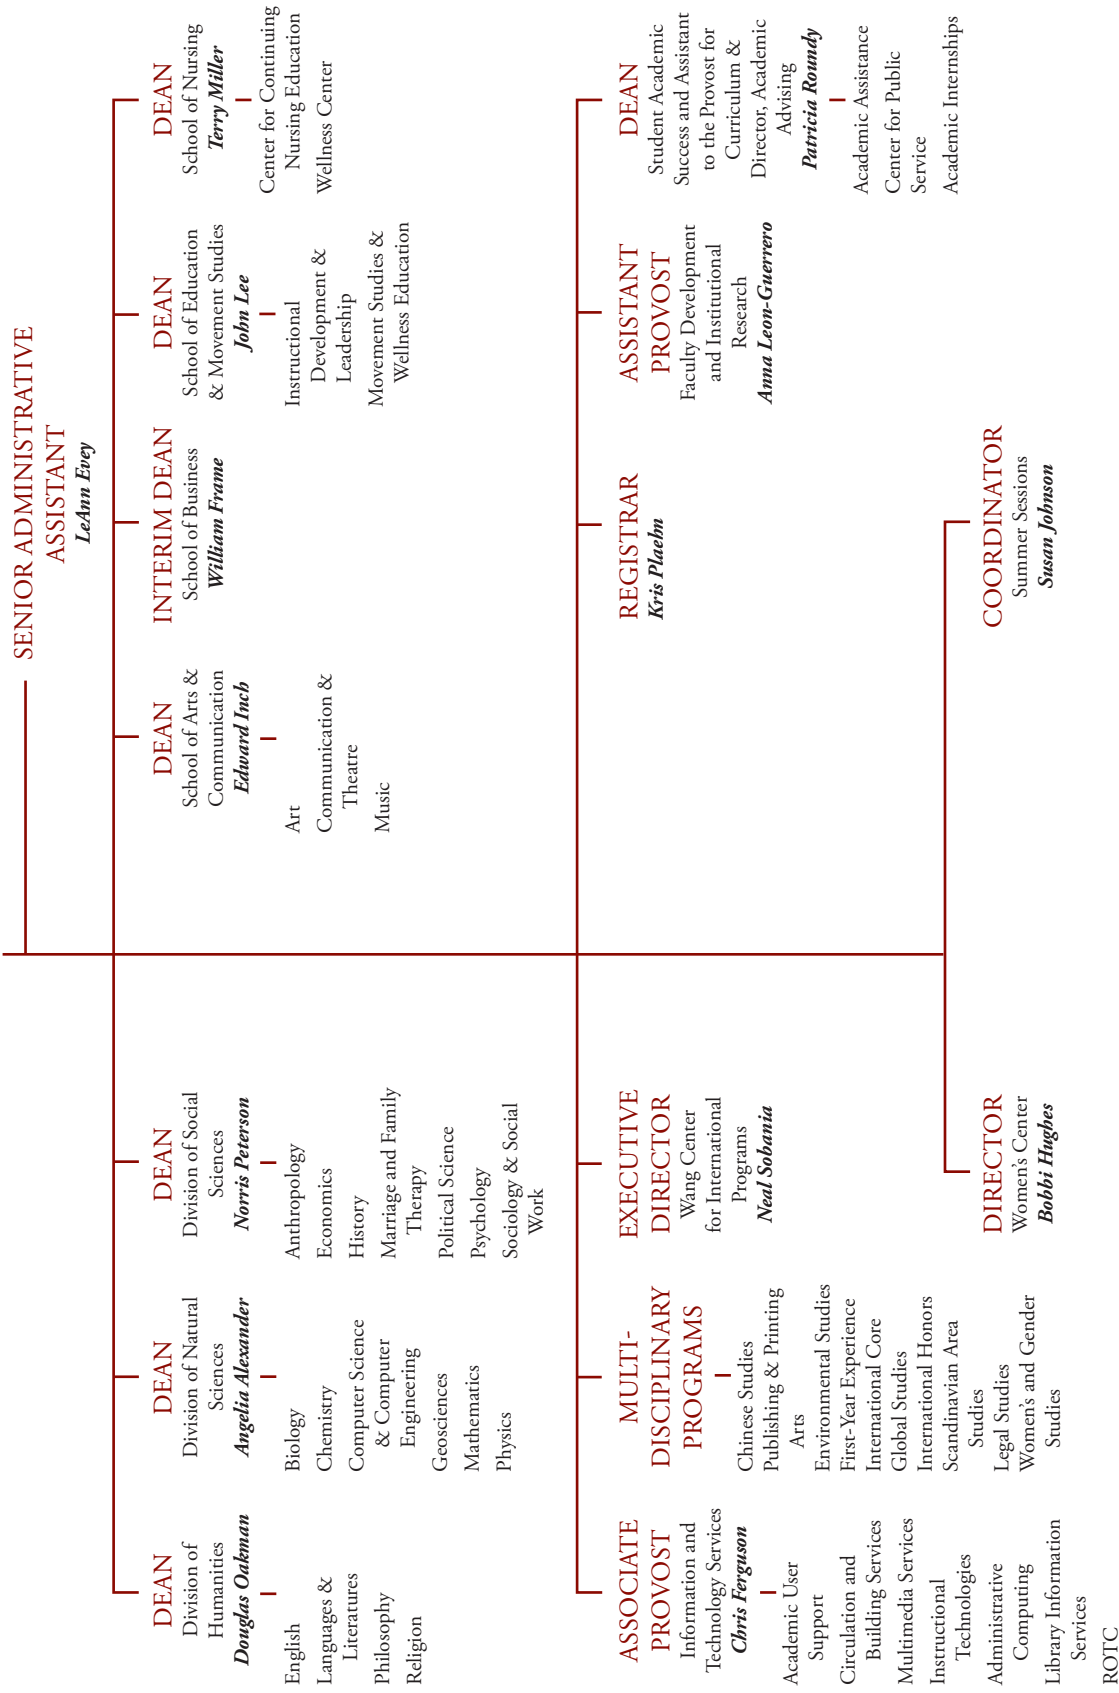 SENIOR ADMINISTRATIVE
ASSISTANT
LeAnn Evey
DEAN
Division of
Humanities
Douglas Oakman
English
Languages &
Literatures
Philosophy
Religion
DEAN
Division of Natural
Sciences
Angelia Alexander
Biology
Chemistry
Computer Science
& Computer
Engineering
Geosciences
Mathematics
Physics
DEAN
Division of Social
Sciences
Norris Peterson
Anthropology
Economics
History
Marriage and Family
Therapy
Political Science
Psychology
Sociology & Social
Work
DEAN
School of Arts &
Communication
Edward Inch
Art
Communication &
Theatre
Music
INTERIM DEAN
School of Business
William Frame
DEAN
School of Education
& Movement Studies
John Lee
Instructional
Development &
Leadership
Movement Studies &
Wellness Education
DEAN
School of Nursing
Terry Miller
Center for Continuing
Nursing Education
Wellness Center
ASSOCIATE
PROVOST
Information and
Technology Services
Chris Ferguson
Academic User
Support
Circulation and
Building Services
Multimedia Services
Instructional
Technologies
Administrative
Computing
Library Information
Services
ROTC
MULTI-
DISCIPLINARY
PROGRAMS
Chinese Studies
Publishing & Printing
Arts
Environmental Studies
First-Year Experience
International Core
Global Studies
International Honors
Scandinavian Area
Studies
Legal Studies
Women's and Gender
Studies
EXECUTIVE
DIRECTOR
Wang Center
for International
Programs
Neal Sobania
REGISTRAR
Kris Plaehn
ASSISTANT
PROVOST
Faculty Development
and Institutional
Research
Anna Leon-Guerrero
DEAN
Student Academic
Success and Assistant
to the Provost for
Curriculum &
Director, Academic
Advising
Patricia Roundy
Academic Assistance
Center for Public
Service
Academic Internships
DIRECTOR
Women's Center
Bobbi Hughes
COORDINATOR
Summer Sessions
Susan Johnson